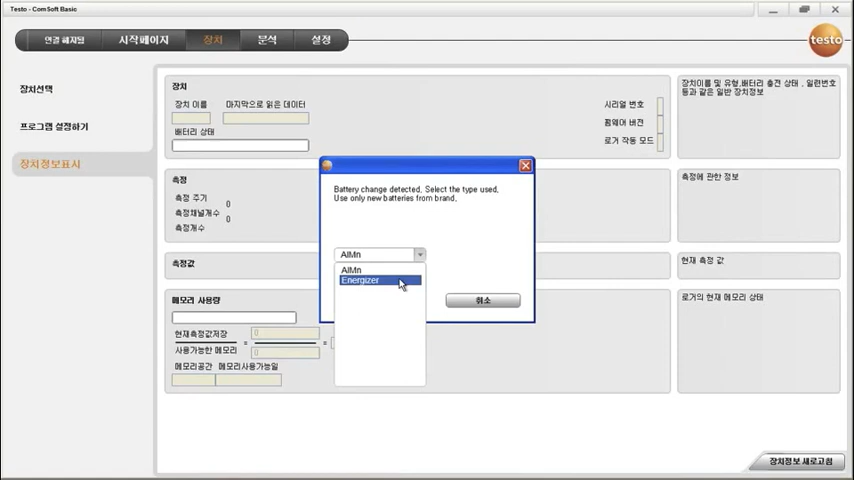 Testo - ComSoft Basic
연결 해제됨
시작페이지
장치
분석
설정
testo
장치선택
프로그램 설정하기
장치정보표시
장치
장치 이름
마지막으로 읽은 데이터
배터리 상태
시리얼 번호
펌웨어 버전
로거 작동 모드
장치이름 및 유형,배터리 충전 상태 , 일련번호
등과 같은 일반 장치정보
측정
측정 주기
0
측정채널개수
0
측정개수
측정에 관한 정보
측정값
현재 측정 값
메모리 사용량
현재측정값저장
=
0
=
사용가능한 메모리
0
메모리공간
메모리사용가능일
로거의 현재 메모리 상태
Battery change detected. Select the type used.
Use only new batteries from brand.
AlMn
AlMn
Energizer
취소
장치정보 새로고침